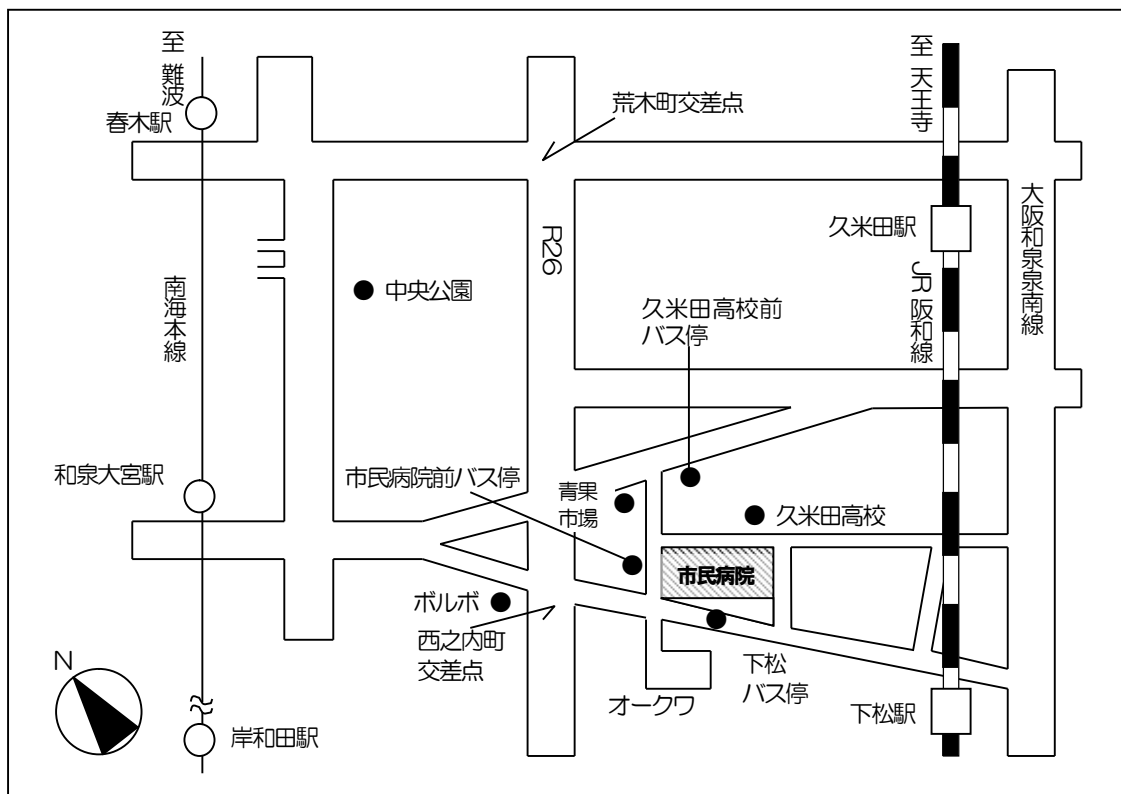 至 難波
春木駅
荒木町交差点
至 天王寺
久米田駅
大阪和泉泉南線
R26
中央公園
南海本線
JR阪和線
久米田高校前
バス停
和泉大宮駅
市民病院前バス停
青果
市場
久米田高校
市民病院
ボルボ
西之内町
交差点
下松
バス停
オークワ
下松駅
N
岸和田駅